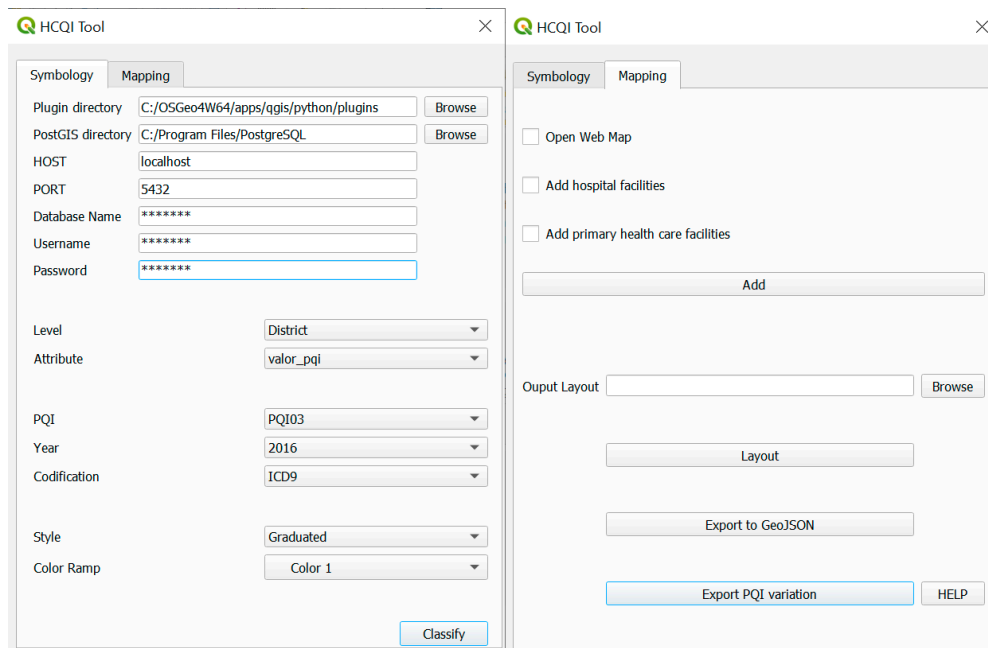 HCQI Tool
Symbology Mapping
Plugin directory C:/OSGeo4W64/apps/qgis/python/plugins Browse
PostGIS directory C:/Program Files/PostgreSQL Browse
HOST localhost
PORT 5432
Database Name *******
Username *******
Password *******
Level District
Attribute valor_pqi
PQI PQI03
Year 2016
Codification ICD9
Style Graduated
Color Ramp Color 1
Classify
HCQI Tool
Symbology Mapping
Open Web Map
Add hospital facilities
Add primary health care facilities
Add
Ouput Layout Browse
Layout
Export to GeoJSON
Export PQI variation HELP